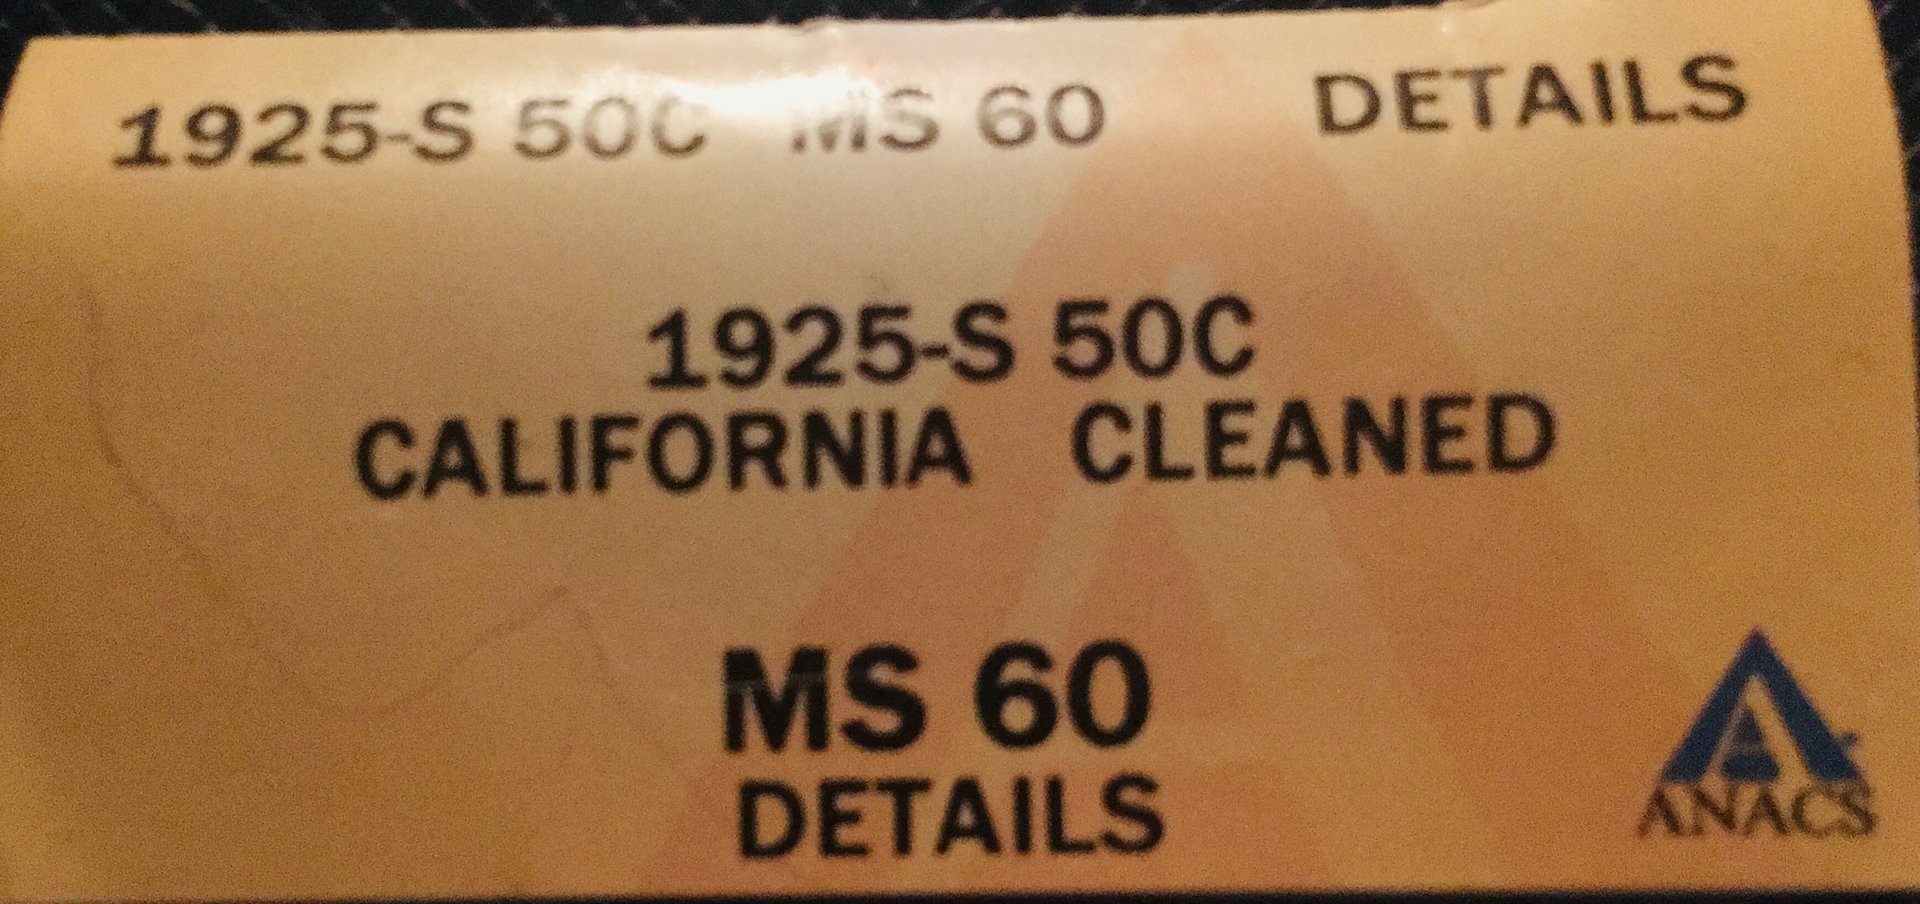 1925-S 50C MS 60 DETAILS
1925-S 50C
CALIFORNIA CLEANED
MS 60
DETAILS
ANACS